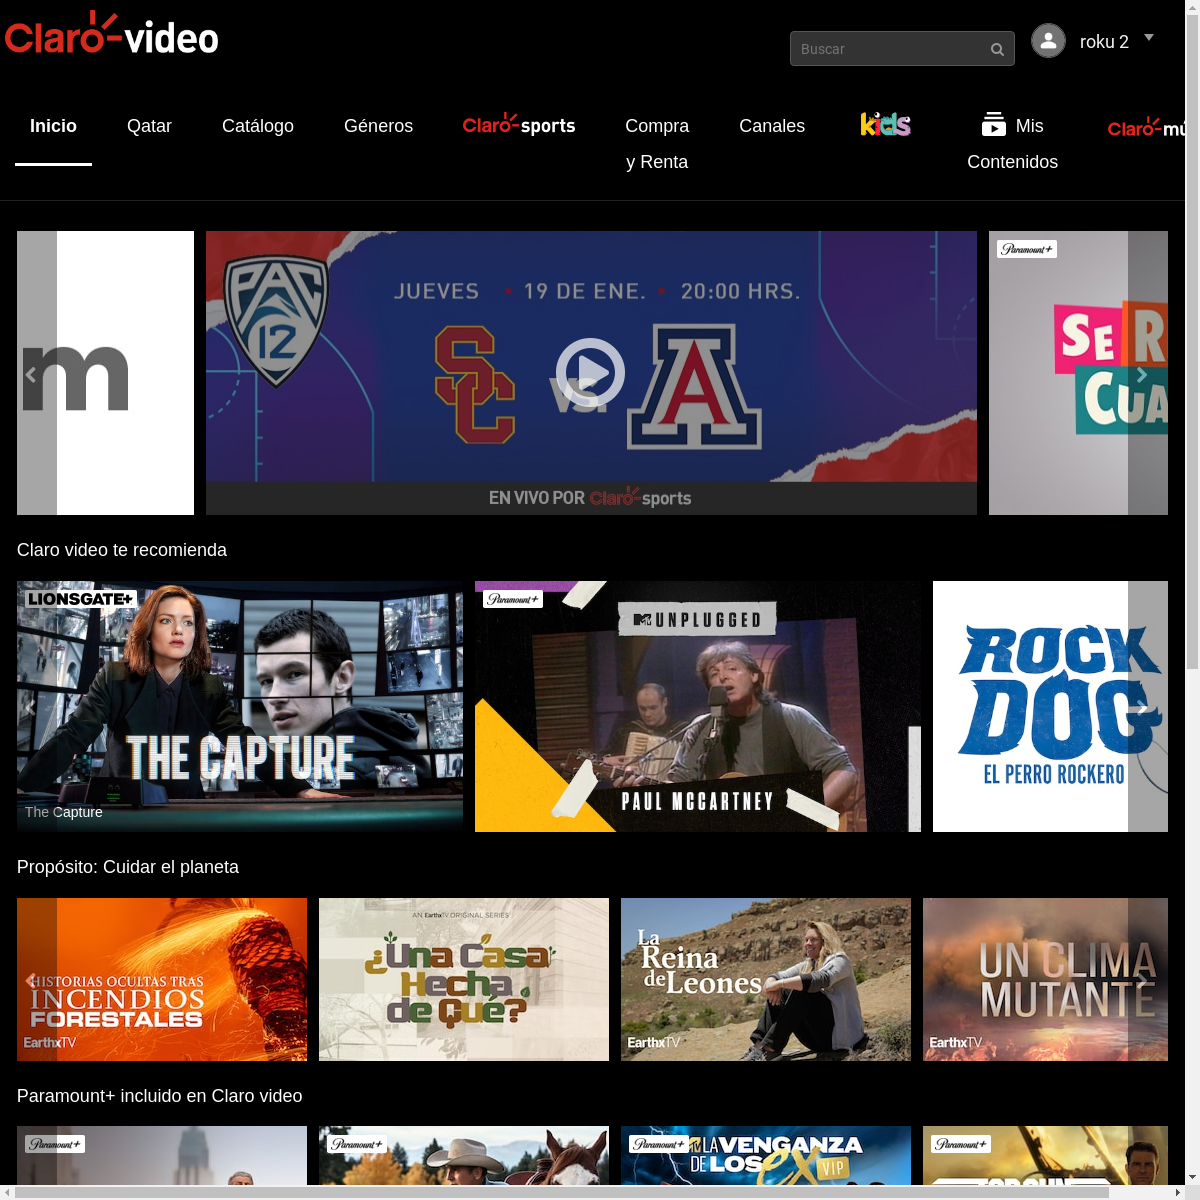 Claro-video
Buscar
roku 2
Inicio
Qatar
Catálogo
Géneros
Claro-sports
Compra
y Renta
Canales
kids
Mis
Contenidos
Claro-mú
m
PAC
12
JUEVES • 19 DE ENE. • 20:00 HRS.
SC
VS.
A
EN VIVO POR Claro-sports
Paramount+
SE R
CUA
Claro video te recomienda
LIONSGATE+
THE CAPTURE
The Capture
Paramount+
MTV UNPLUGGED
PAUL MCCARTNEY
ROCK
DOG
EL PERRO ROCKERO
Propósito: Cuidar el planeta
HISTORIAS OCULTAS TRAS
INCENDIOS
FORESTALES
EarthxTV
AN EarthxTV ORIGINAL SERIES
¿Una Casa
Hecha
de Qué?
La
Reina
de Leones
EarthxTV
UN CLIMA
MUTANTE
EarthxTV
Paramount+ incluido en Claro video
Paramount+
Paramount+
Paramount+
MTV LA VENGANZA
DE LOS EX
VIP
Paramount+
TOP GUN